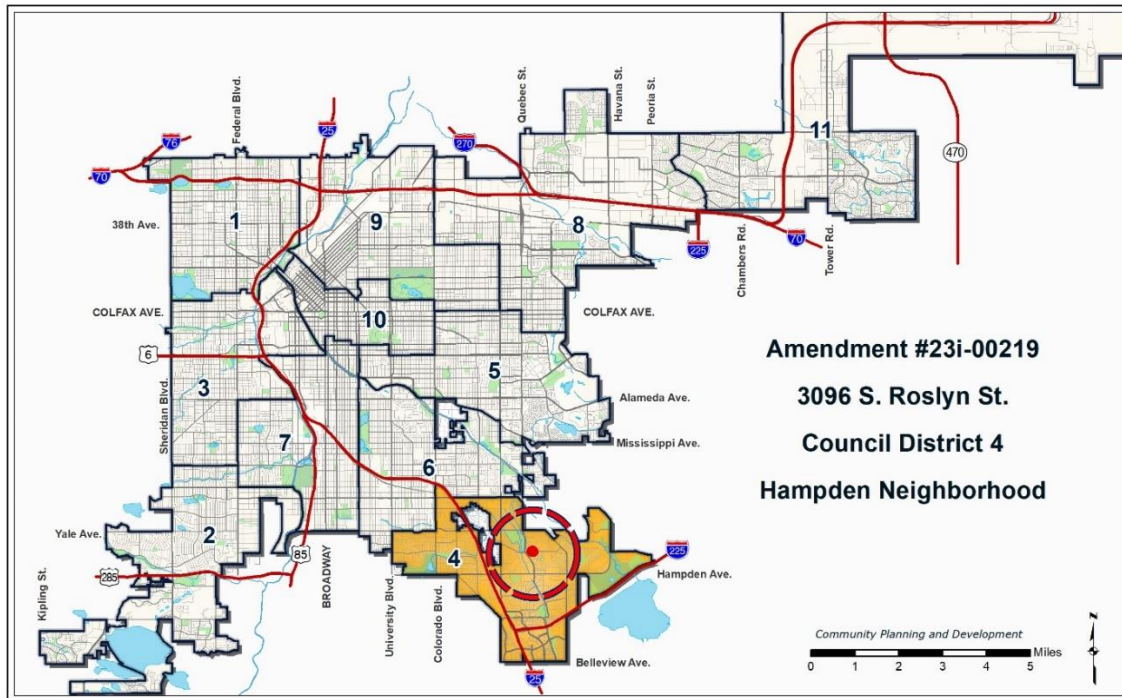 Federal Blvd.
Quebec St.
Havana St.
Peoria St.
76
25
270
70
11
470
1
9
8
38th Ave.
225
70
Chambers Rd.
Tower Rd.
COLFAX AVE.
COLFAX AVE.
10
6
3
5
Sheridan Blvd.
Alameda Ave.
7
Mississippi Ave.
6
Amendment #23i-00219
3096 S. Roslyn St.
Council District 4
Hampden Neighborhood
2
Yale Ave.
4
85
225
285
Hampden Ave.
Kipling St.
BROADWAY
University Blvd.
Colorado Blvd.
Belleview Ave.
25
Community Planning and Development
Miles
0 1 2 3 4 5
N